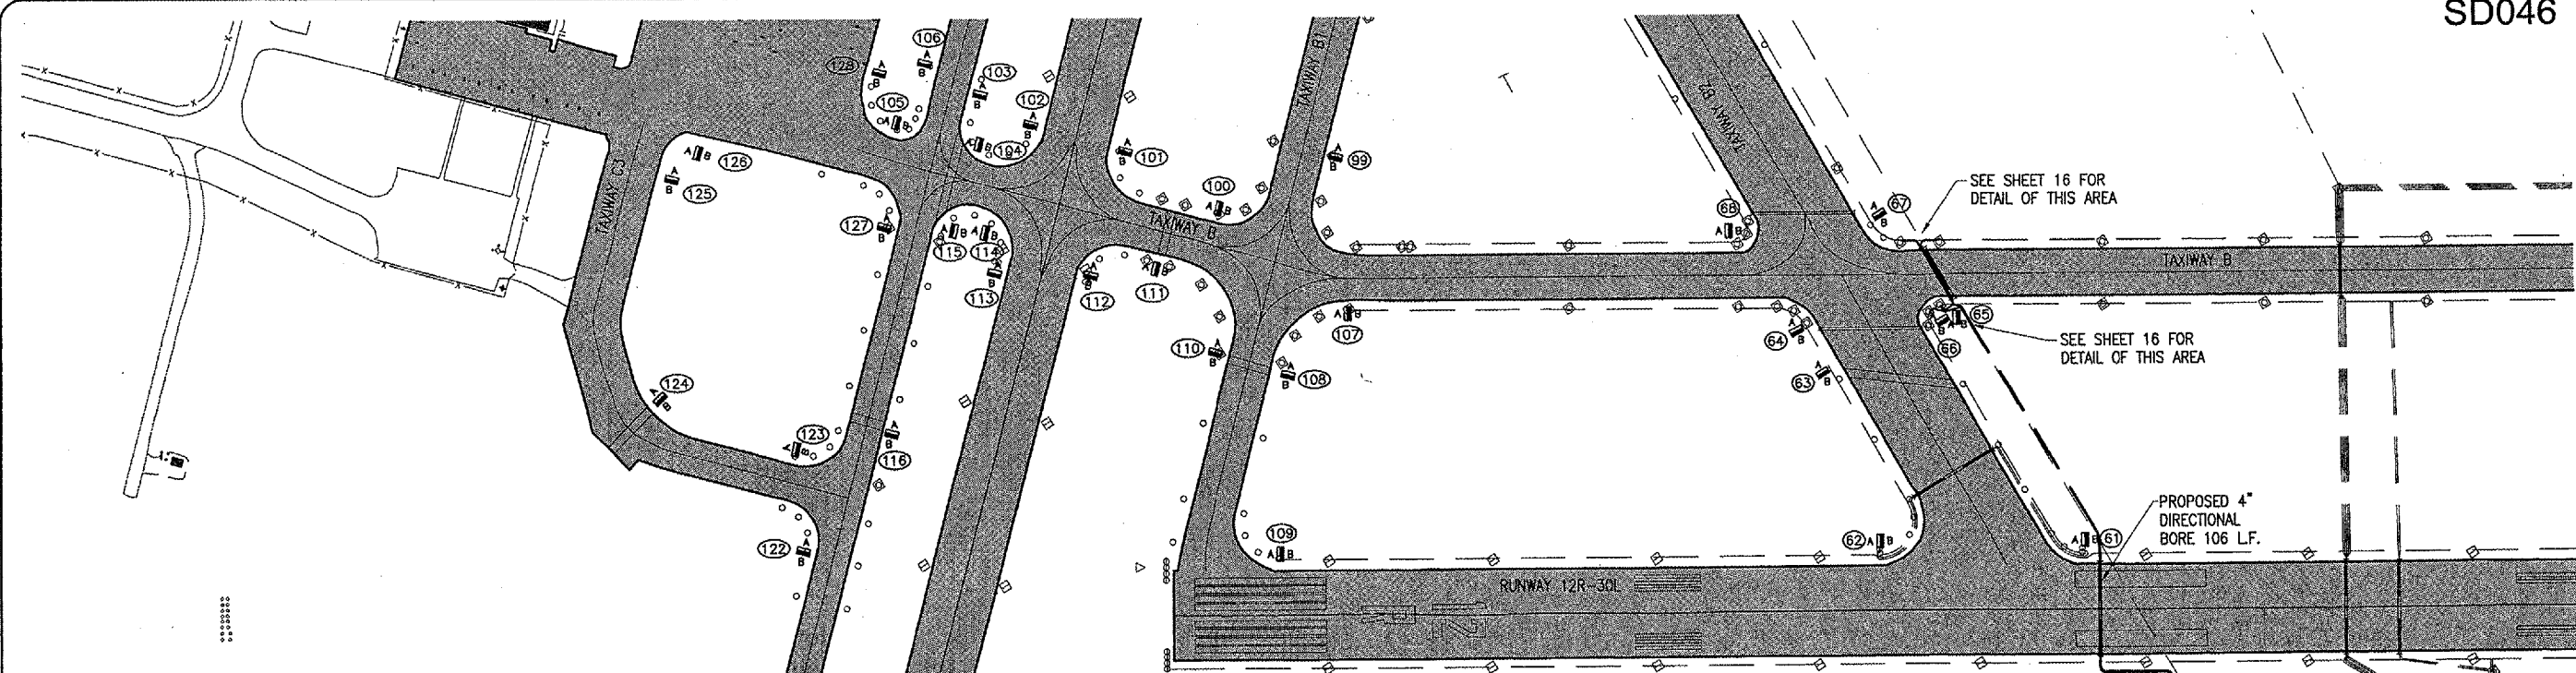 SD046
106
128
103
102
105
104
126
125
101
100
99
TAXIWAY B1
TAXIWAY B2
TAXIWAY C3
TAXIWAY B
127
115
114
113
112
111
68
67
SEE SHEET 16 FOR
DETAIL OF THIS AREA
TAXIWAY B
110
107
108
64
63
65
66
SEE SHEET 16 FOR
DETAIL OF THIS AREA
124
123
116
122
109
62
61
PROPOSED 4"
DIRECTIONAL
BORE 106 L.F.
RUNWAY 12R-30L